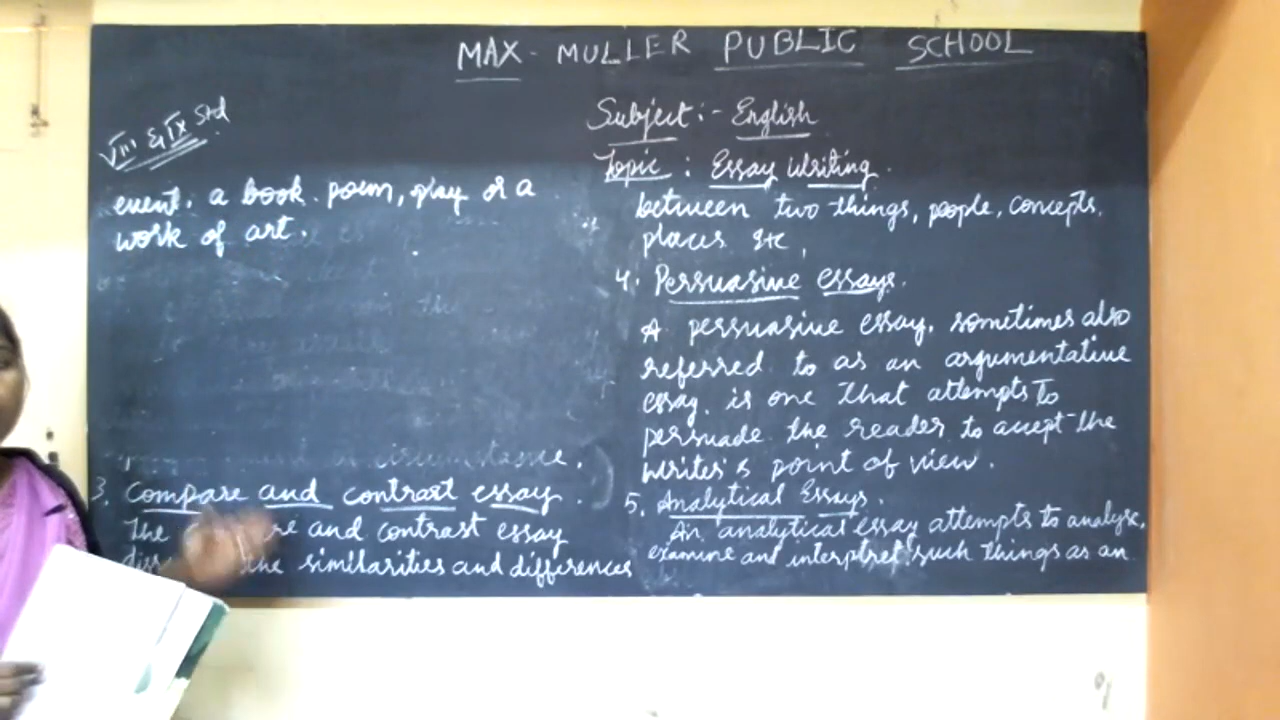 MAX - MULLER PUBLIC SCHOOL
VIII & IX Std
Subject :- English
Topic : Essay Writing.
event, a book, poem, play or a
work of art.
circumstance.
3. Compare and contrast essay.
The and contrast essay
the similarities and differences
between two things, people, concepts,
places etc,
4. Persuasive essays.
A persuasive essay, sometimes also
referred to as an argumentative
essay, is one that attempts to
persuade the reader to accept the
writer's point of view.
5. Analytical Essays.
An analytical essay attempts to analyse,
examine and interptret such things as an